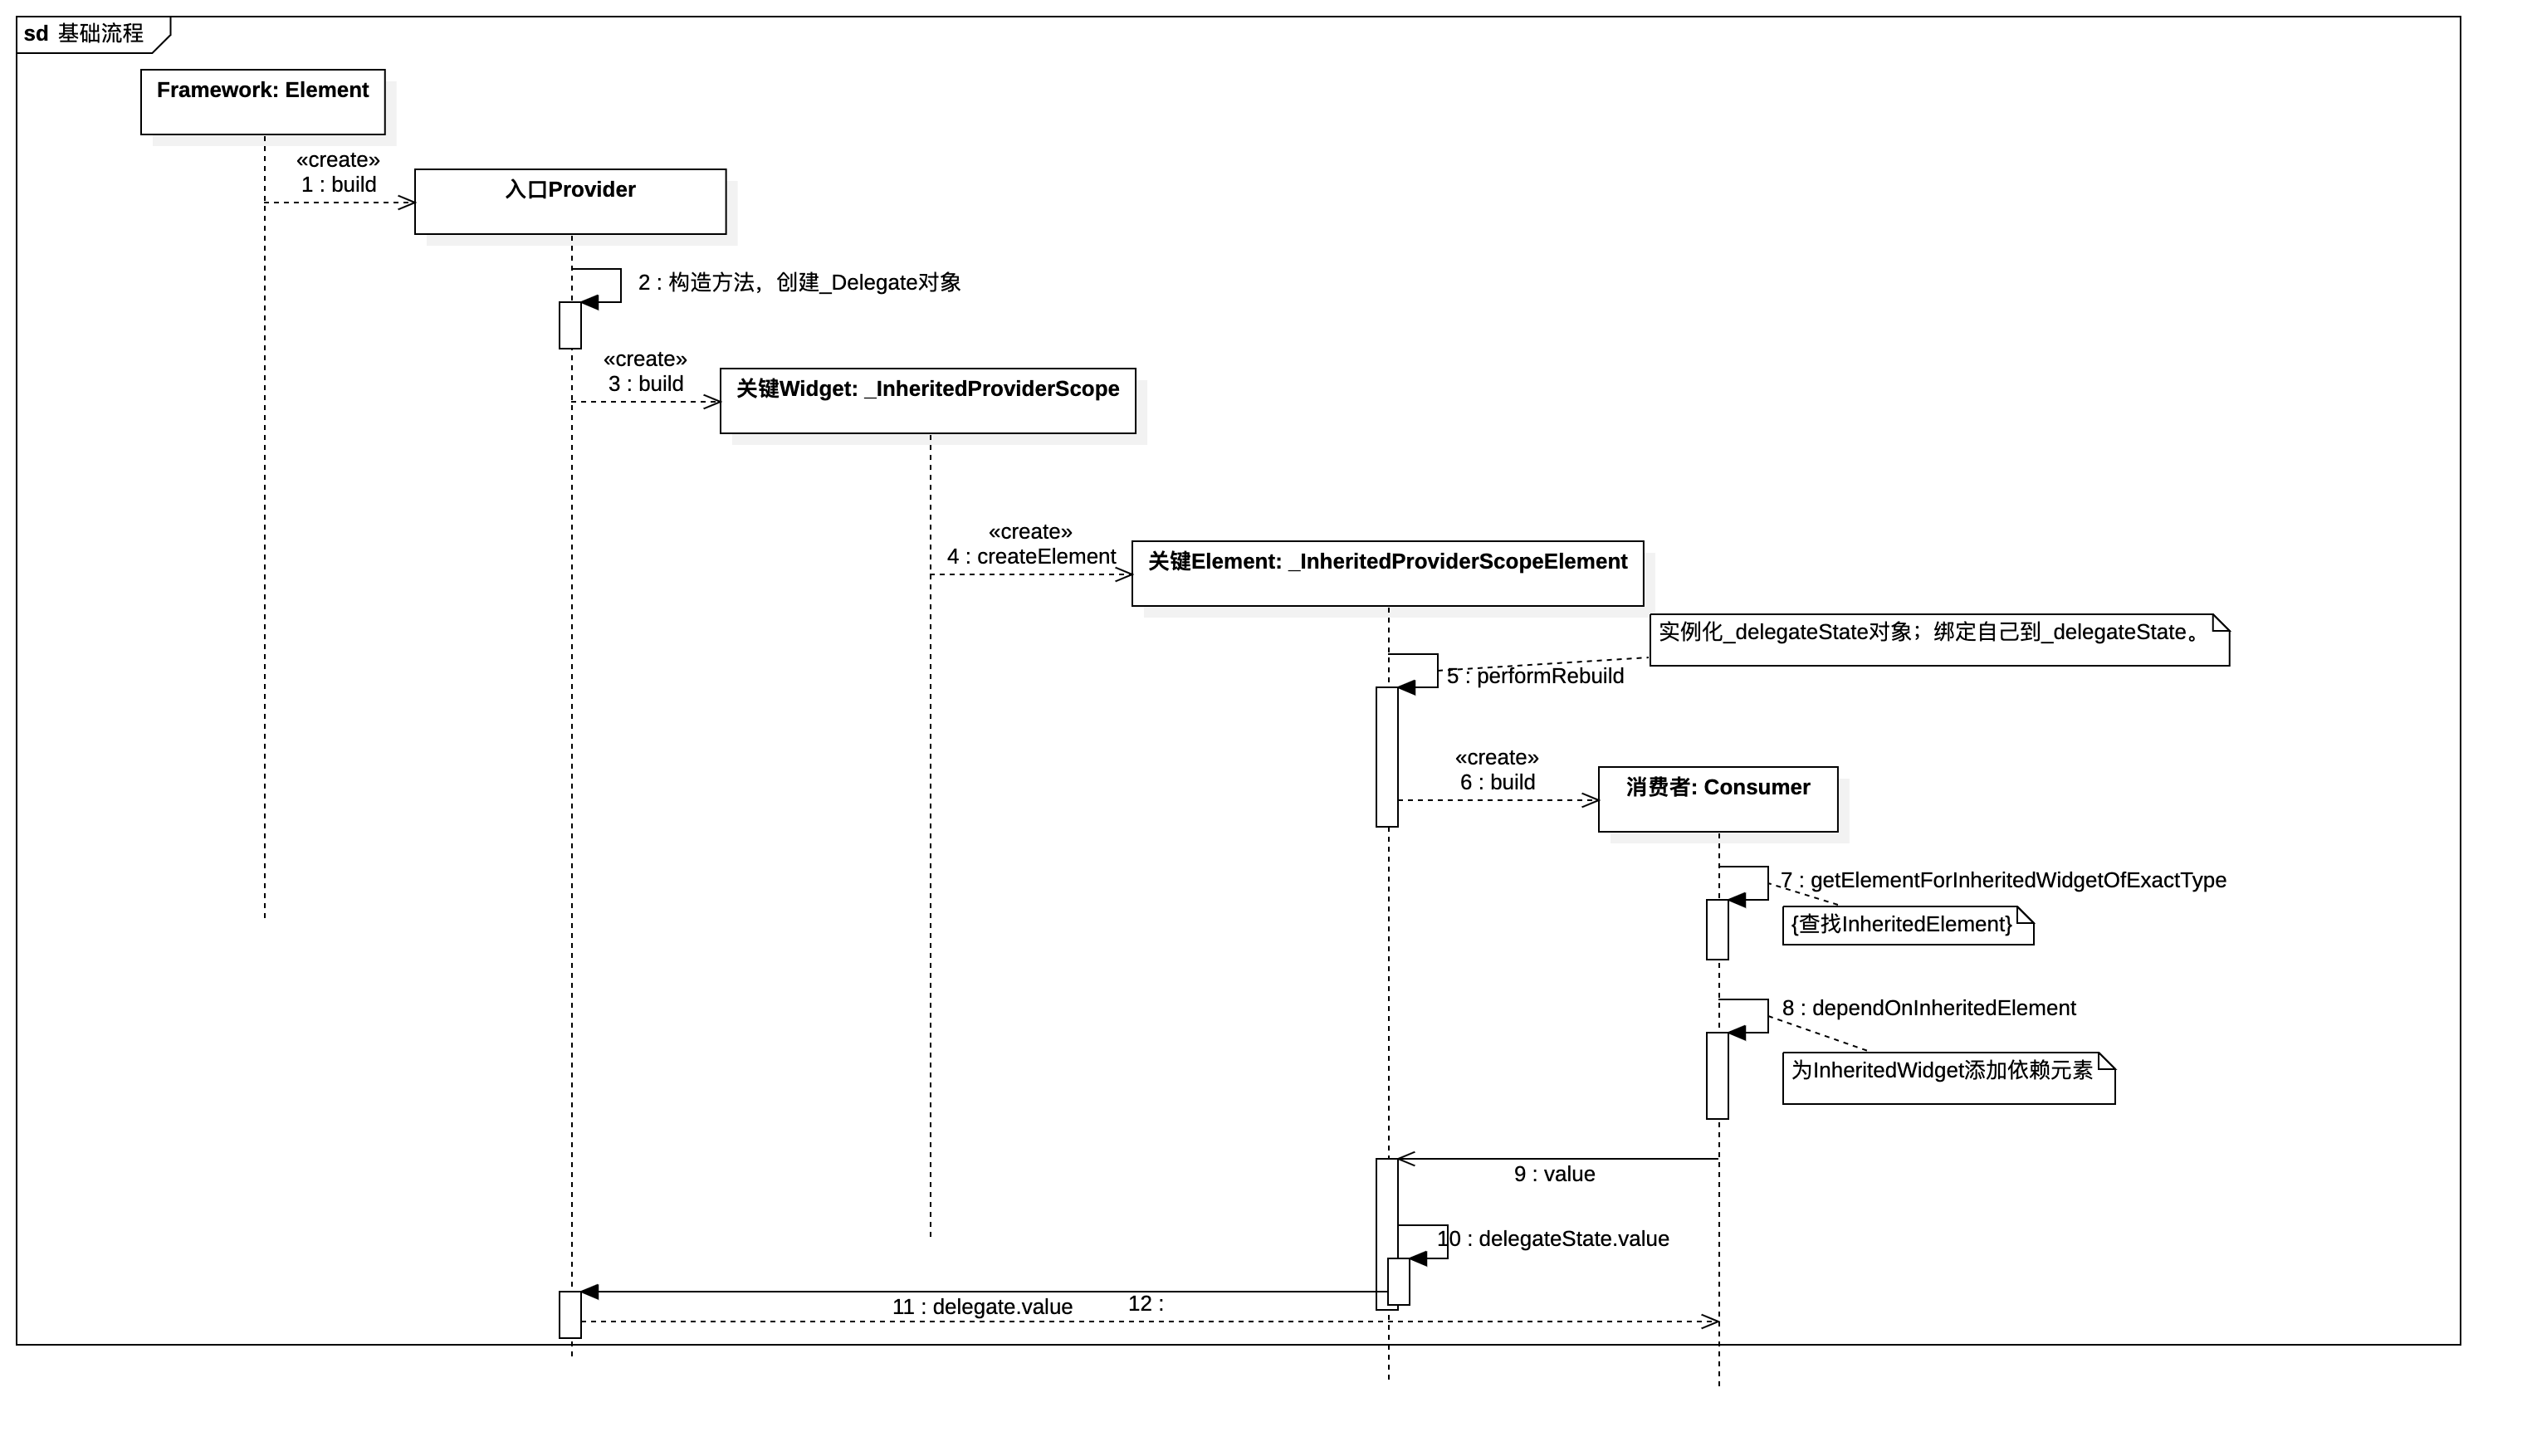 sd 基础流程
Framework: Element
«create»
1 : build
入口Provider
2 : 构造方法，创建_Delegate对象
«create»
3 : build
关键Widget: _InheritedProviderScope
«create»
4 : createElement
关键Element: _InheritedProviderScopeElement
实例化_delegateState对象；绑定自己到_delegateState。
5 : performRebuild
«create»
6 : build
消费者: Consumer
7 : getElementForInheritedWidgetOfExactType
{查找InheritedElement}
8 : dependOnInheritedElement
为InheritedWidget添加依赖元素
9 : value
10 : delegateState.value
11 : delegate.value
12 :